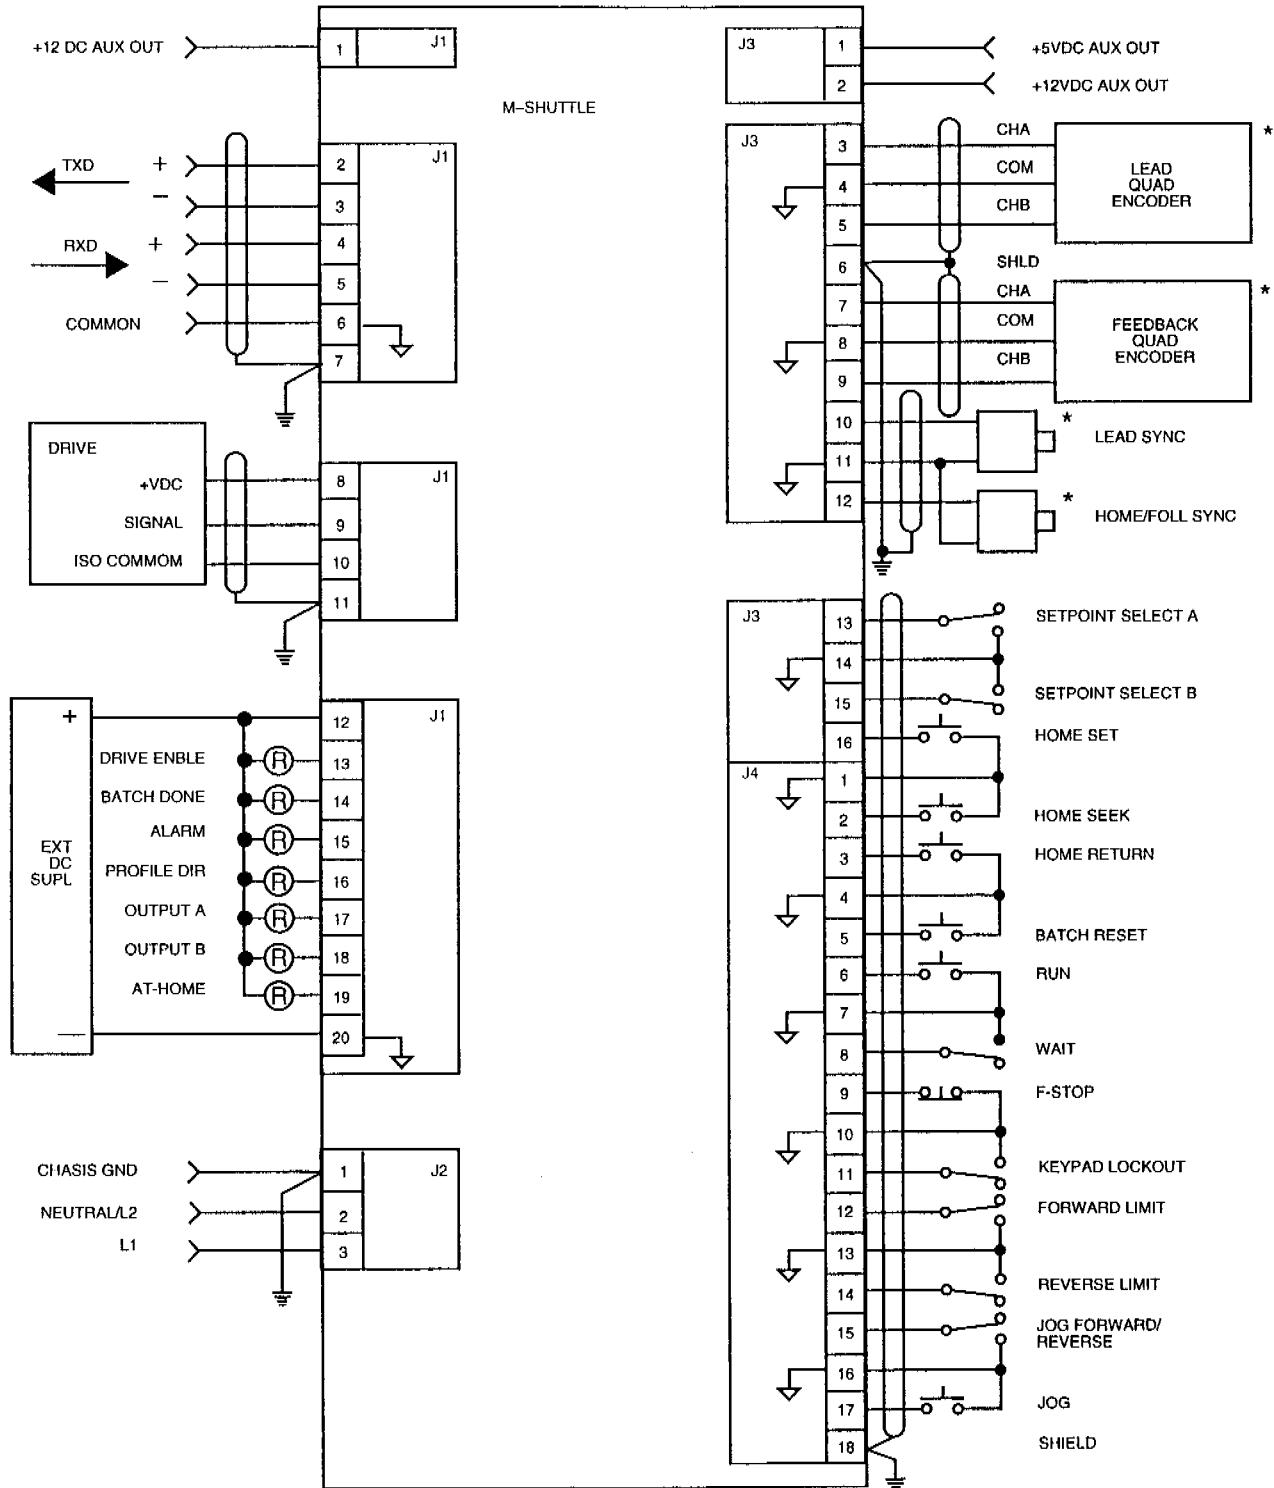 +12 DC AUX OUT
1
J1
M-SHUTTLE
TXD
+
2
J1
−
3
RXD
+
4
−
5
COMMON
6
7
DRIVE
+VDC
8
J1
SIGNAL
9
ISO COMMOM
10
11
+
12
J1
DRIVE ENBLE
R
13
BATCH DONE
R
14
ALARM
R
15
EXT
DC
SUPL
PROFILE DIR
R
16
OUTPUT A
R
17
OUTPUT B
R
18
AT-HOME
R
19
—
20
CHASIS GND
1
J2
NEUTRAL/L2
2
L1
3
J3
1
+5VDC AUX OUT
2
+12VDC AUX OUT
J3
3
CHA
*
4
COM
LEAD
QUAD
ENCODER
5
CHB
6
SHLD
7
CHA
*
8
COM
FEEDBACK
QUAD
ENCODER
9
CHB
10
*
LEAD SYNC
11
12
*
HOME/FOLL SYNC
J3
13
SETPOINT SELECT A
14
15
SETPOINT SELECT B
16
HOME SET
J4
1
2
HOME SEEK
3
HOME RETURN
4
5
BATCH RESET
6
RUN
7
8
WAIT
9
F-STOP
10
11
KEYPAD LOCKOUT
12
FORWARD LIMIT
13
14
REVERSE LIMIT
15
JOG FORWARD/
REVERSE
16
17
JOG
18
SHIELD